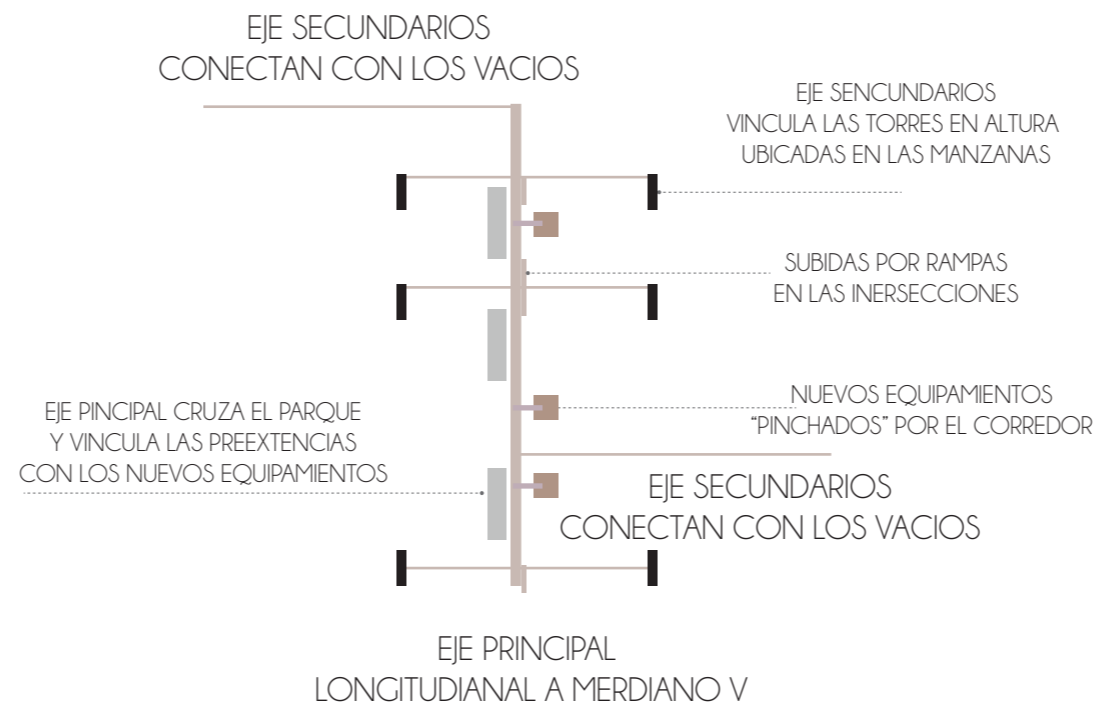 EJE SECUNDARIOS
CONECTAN CON LOS VACIOS
EJE SENCUNDARIOS
VINCULA LAS TORRES EN ALTURA
UBICADAS EN LAS MANZANAS
SUBIDAS POR RAMPAS
EN LAS INERSECCIONES
NUEVOS EQUIPAMIENTOS
“PINCHADOS” POR EL CORREDOR
EJE PINCIPAL CRUZA EL PARQUE
Y VINCULA LAS PREEXTENCIAS
CON LOS NUEVOS EQUIPAMIENTOS
EJE SECUNDARIOS
CONECTAN CON LOS VACIOS
EJE PRINCIPAL
LONGITUDIANAL A MERDIANO V